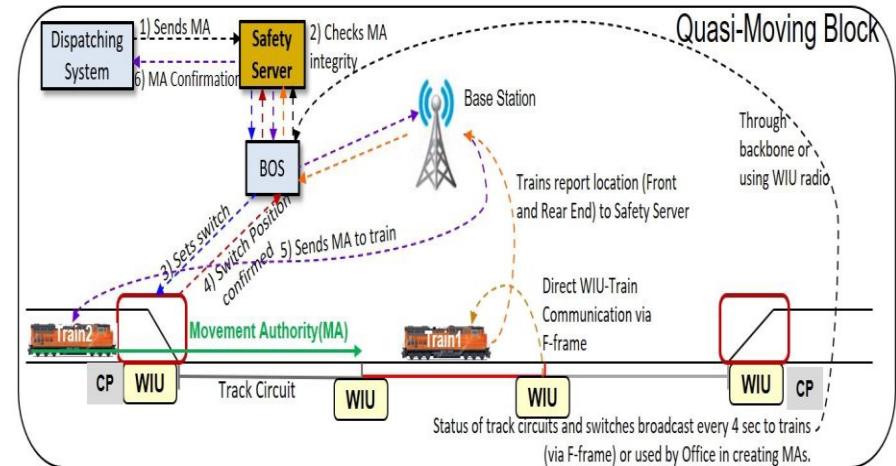 Quasi-Moving Block
Dispatching
System
1) Sends MA
Safety
Server
2) Checks MA
integrity
6) MA Confirmation
Base Station
BOS
Through
backbone or
using WIU radio
Trains report location (Front
and Rear End) to Safety Server
3) Sets switch
4) Switch Position
confirmed
5) Sends MA to train
Direct WIU-Train
Communication via
F-frame
Train2
Movement Authority(MA)
Train1
CP
WIU
Track Circuit
WIU
WIU
WIU
CP
Status of track circuits and switches broadcast every 4 sec to trains
(via F-frame) or used by Office in creating MAs.